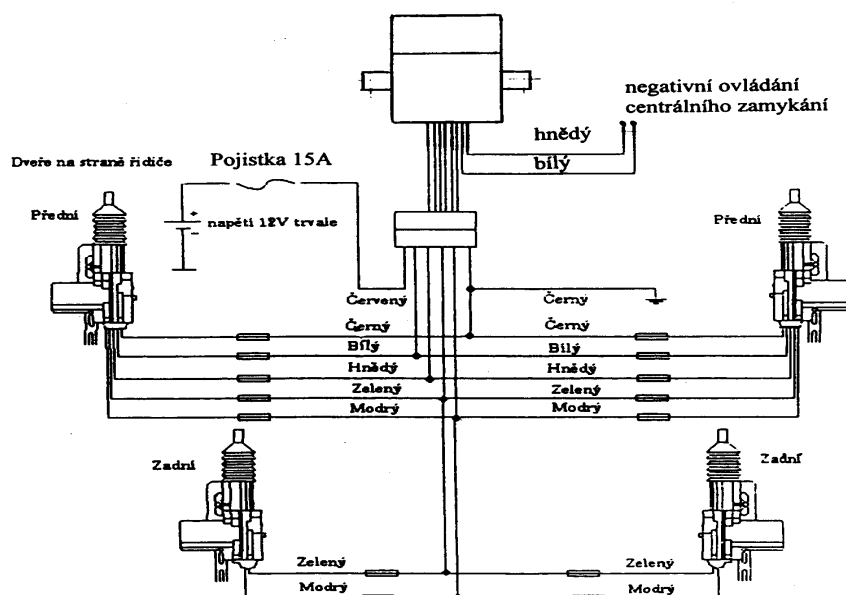 negativní ovládání
centrálního zamykání
hnědý
bílý
Dveře na straně řidiče
Pojistka 15A
Přední
Přední
+
napětí 12V trvale
-
Červený
Černý
Černý
Černý
Bílý
Bílý
Hnědý
Hnědý
Zelený
Zelený
Modrý
Modrý
Zadní
Zadní
Zelený
Zelený
Modrý
Modrý